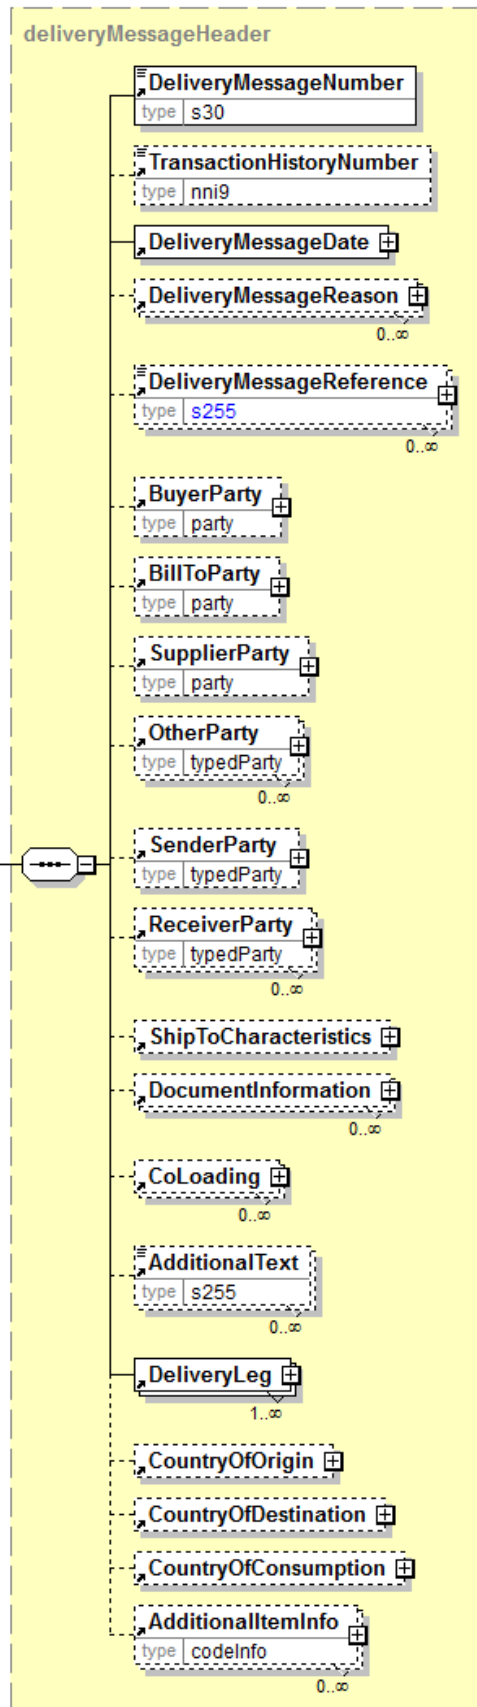 deliveryMessageHeader
DeliveryMessageNumber
type s30
TransactionHistoryNumber
type nni9
DeliveryMessageDate
DeliveryMessageReason
0..∞
DeliveryMessageReference
type s255
0..∞
BuyerParty
type party
BillToParty
type party
SupplierParty
type party
OtherParty
type typedParty
0..∞
SenderParty
type typedParty
ReceiverParty
type typedParty
0..∞
ShipToCharacteristics
DocumentInformation
0..∞
CoLoading
0..∞
AdditionalText
type s255
0..∞
DeliveryLeg
1..∞
CountryOfOrigin
CountryOfDestination
CountryOfConsumption
AdditionalItemInfo
type codeInfo
0..∞